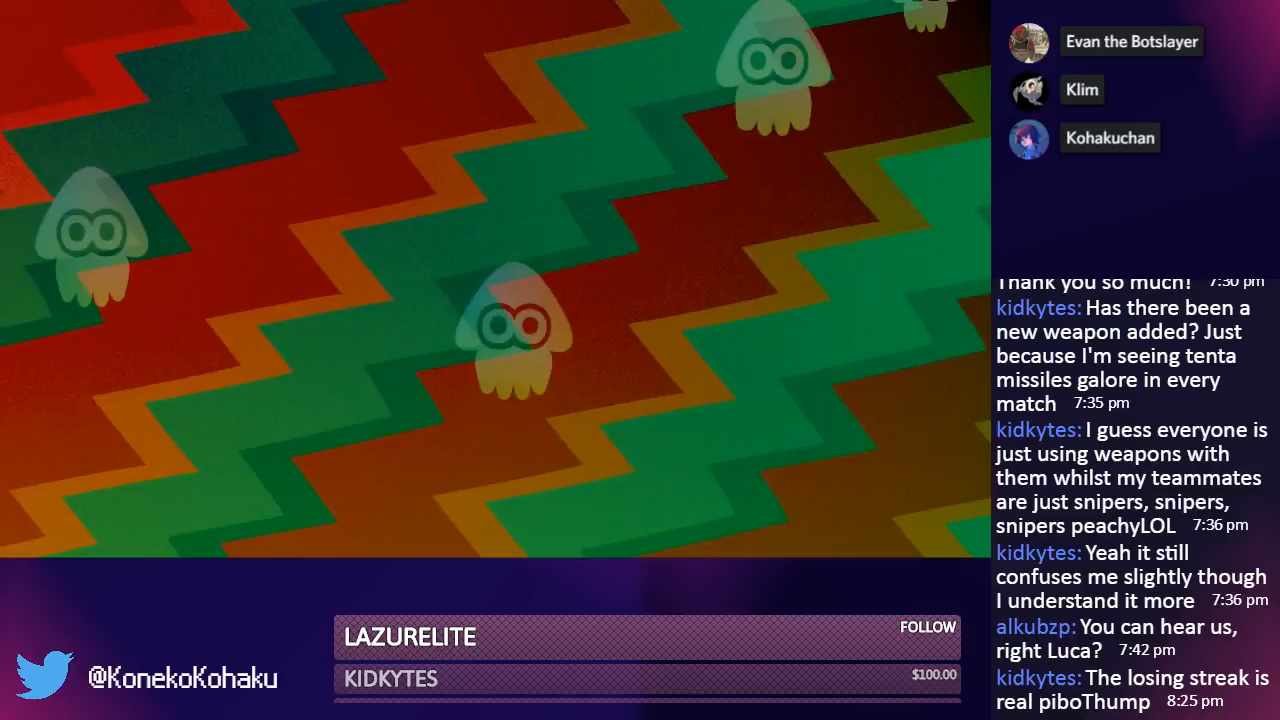 Evan the Botslayer
Klim
Kohakuchan
Thank you so much! 7:30 pm
kidkytes: Has there been a
new weapon added? Just
because I'm seeing tenta
missiles galore in every
match 7:35 pm
kidkytes: I guess everyone is
just using weapons with
them whilst my teammates
are just snipers, snipers,
snipers peachyLOL 7:36 pm
kidkytes: Yeah it still
confuses me slightly though
I understand it more 7:36 pm
alkubzp: You can hear us,
right Luca? 7:42 pm
kidkytes: The losing streak is
real piboThump 8:25 pm
@KonekoKohaku
LAZURELITE FOLLOW
KIDKYTES $100.00